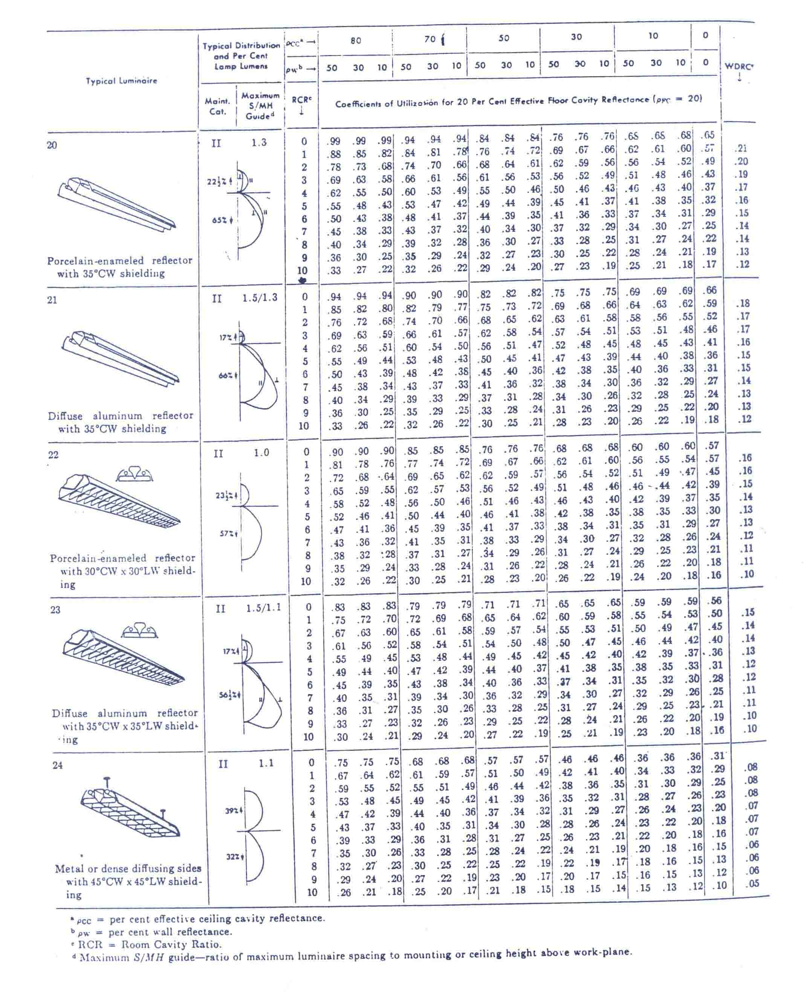 Typical Luminaire
Typical Distribution and Per Cent Lamp Lumens
Maint. Cat.
Maximum S/MH Guideᵈ
ρccᵃ → 80 70 50 30 10 0
ρwᵇ → 50 30 10 50 30 10 50 30 10 50 30 10 50 30 10 0
WDRCᵉ ↓
RCRᶜ ↓
Coefficients of Utilization for 20 Per Cent Effective Floor Cavity Reflectance (ρFC = 20)
20 II 1.3
22½%
65%
Porcelain-enameled reflector
with 35°CW shielding
0 .99 .99 .99 .94 .94 .94 .84 .84 .84 .76 .76 .76 .68 .68 .68 .65
1 .88 .85 .82 .84 .81 .78 .76 .74 .72 .69 .67 .66 .62 .61 .60 .57 .21
2 .78 .73 .68 .74 .70 .66 .68 .64 .61 .62 .59 .56 .56 .54 .52 .49 .20
3 .69 .63 .58 .66 .61 .56 .61 .56 .53 .56 .52 .49 .51 .48 .46 .43 .19
4 .62 .55 .50 .60 .53 .49 .55 .50 .46 .50 .46 .43 .46 .43 .40 .37 .17
5 .55 .48 .43 .53 .47 .42 .49 .44 .39 .45 .41 .37 .41 .38 .35 .32 .16
6 .50 .43 .38 .48 .41 .37 .44 .39 .35 .41 .36 .33 .37 .34 .31 .29 .15
7 .45 .38 .33 .43 .37 .32 .40 .34 .30 .37 .32 .29 .34 .30 .27 .25 .14
8 .40 .34 .29 .39 .32 .28 .36 .30 .27 .33 .28 .25 .31 .27 .24 .22 .14
9 .36 .30 .25 .35 .29 .24 .32 .27 .23 .30 .25 .22 .28 .24 .21 .19 .13
10 .33 .27 .22 .32 .26 .22 .29 .24 .20 .27 .23 .19 .25 .21 .18 .17 .12
21 II 1.5/1.3
17%
66%
Diffuse aluminum reflector
with 35°CW shielding
0 .94 .94 .94 .90 .90 .90 .82 .82 .82 .75 .75 .75 .69 .69 .69 .66
1 .85 .82 .80 .82 .79 .77 .75 .73 .72 .69 .68 .66 .64 .63 .62 .59 .18
2 .76 .72 .68 .74 .70 .66 .68 .65 .62 .63 .61 .58 .58 .56 .55 .52 .17
3 .69 .63 .59 .66 .61 .57 .62 .58 .54 .57 .54 .51 .53 .51 .48 .46 .17
4 .62 .56 .51 .60 .54 .50 .56 .51 .47 .52 .48 .45 .48 .45 .43 .41 .16
5 .55 .49 .44 .53 .48 .43 .50 .45 .41 .47 .43 .39 .44 .40 .38 .36 .15
6 .50 .43 .39 .48 .42 .38 .45 .40 .36 .42 .38 .35 .40 .36 .33 .31 .15
7 .45 .38 .34 .43 .37 .33 .41 .36 .32 .38 .34 .30 .36 .32 .29 .27 .14
8 .40 .34 .29 .39 .33 .29 .37 .31 .28 .34 .30 .26 .32 .28 .25 .24 .13
9 .36 .30 .25 .35 .29 .25 .33 .28 .24 .31 .26 .23 .29 .25 .22 .20 .13
10 .33 .26 .22 .32 .26 .22 .30 .25 .21 .28 .23 .20 .26 .22 .19 .18 .12
22 II 1.0
23½%
57%
Porcelain-enameled reflector
with 30°CW x 30°LW shield-
ing
0 .90 .90 .90 .85 .85 .85 .76 .76 .76 .68 .68 .68 .60 .60 .60 .57
1 .81 .78 .76 .77 .74 .72 .69 .67 .66 .62 .61 .60 .56 .55 .54 .57 .16
2 .72 .68 .64 .69 .65 .62 .62 .59 .57 .56 .54 .52 .51 .49 .47 .45 .16
3 .65 .59 .55 .62 .57 .53 .56 .52 .49 .51 .48 .46 .46 .44 .42 .39 .15
4 .58 .52 .48 .56 .50 .46 .51 .46 .43 .46 .43 .40 .42 .39 .37 .35 .14
5 .52 .46 .41 .50 .44 .40 .46 .41 .38 .42 .38 .35 .38 .35 .33 .30 .13
6 .47 .41 .36 .45 .39 .35 .41 .37 .33 .38 .34 .31 .35 .31 .29 .27 .13
7 .43 .36 .32 .41 .35 .31 .38 .33 .29 .34 .30 .27 .32 .28 .26 .24 .12
8 .38 .32 .28 .37 .31 .27 .34 .29 .26 .31 .27 .24 .29 .25 .23 .21 .11
9 .35 .29 .24 .33 .28 .24 .31 .26 .22 .28 .24 .21 .26 .22 .20 .18 .11
10 .32 .26 .22 .30 .25 .21 .28 .23 .20 .26 .22 .19 .24 .20 .18 .16 .10
23 II 1.5/1.1
17%
56½%
Diffuse aluminum reflector
with 35°CW x 35°LW shield-
ing
0 .83 .83 .83 .79 .79 .79 .71 .71 .71 .65 .65 .65 .59 .59 .59 .56
1 .75 .72 .70 .72 .69 .68 .65 .64 .62 .60 .59 .58 .55 .54 .53 .50 .15
2 .67 .63 .60 .65 .61 .58 .59 .57 .54 .55 .53 .51 .50 .49 .47 .45 .14
3 .61 .56 .52 .58 .54 .51 .54 .50 .48 .50 .47 .45 .46 .44 .42 .40 .14
4 .55 .49 .45 .53 .48 .44 .49 .45 .42 .45 .42 .40 .42 .39 .37 .36 .13
5 .49 .44 .40 .47 .42 .39 .44 .40 .37 .41 .38 .35 .38 .35 .33 .31 .12
6 .45 .39 .35 .43 .38 .34 .40 .36 .33 .37 .34 .31 .35 .32 .30 .28 .12
7 .40 .35 .31 .39 .34 .30 .36 .32 .29 .34 .30 .27 .32 .29 .26 .25 .11
8 .36 .31 .27 .35 .30 .26 .33 .28 .25 .31 .27 .24 .29 .25 .23 .21 .11
9 .33 .27 .23 .32 .26 .23 .29 .25 .22 .28 .24 .21 .26 .22 .20 .19 .10
10 .30 .24 .21 .29 .24 .20 .27 .22 .19 .25 .21 .19 .23 .20 .18 .16 .10
24 II 1.1
39%
32%
Metal or dense diffusing sides
with 45°CW x 45°LW shield-
ing
0 .75 .75 .75 .68 .68 .68 .57 .57 .57 .46 .46 .46 .36 .36 .36 .31
1 .67 .64 .62 .61 .59 .57 .51 .50 .49 .42 .41 .40 .34 .33 .32 .29 .08
2 .59 .55 .52 .55 .51 .49 .46 .44 .42 .38 .36 .35 .31 .30 .29 .25 .08
3 .53 .48 .45 .49 .45 .42 .41 .39 .36 .35 .32 .31 .28 .27 .26 .23 .08
4 .47 .42 .39 .44 .40 .36 .37 .34 .32 .31 .29 .27 .26 .24 .23 .20 .07
5 .43 .37 .33 .40 .35 .31 .34 .30 .28 .28 .26 .24 .23 .22 .20 .18 .07
6 .39 .33 .29 .36 .31 .28 .31 .27 .25 .26 .23 .21 .22 .20 .18 .16 .07
7 .35 .30 .26 .33 .28 .25 .28 .24 .22 .24 .21 .19 .20 .18 .16 .15 .06
8 .32 .27 .23 .30 .25 .22 .25 .22 .19 .22 .19 .17 .18 .16 .15 .13 .06
9 .29 .24 .20 .27 .22 .19 .23 .20 .17 .20 .17 .15 .16 .15 .13 .12 .06
10 .26 .21 .18 .25 .20 .17 .21 .18 .15 .18 .15 .14 .15 .13 .12 .10 .05
ᵃ ρcc = per cent effective ceiling cavity reflectance.
ᵇ ρw = per cent wall reflectance.
ᶜ RCR = Room Cavity Ratio.
ᵈ Maximum S/MH guide—ratio of maximum luminaire spacing to mounting or ceiling height above work-plane.